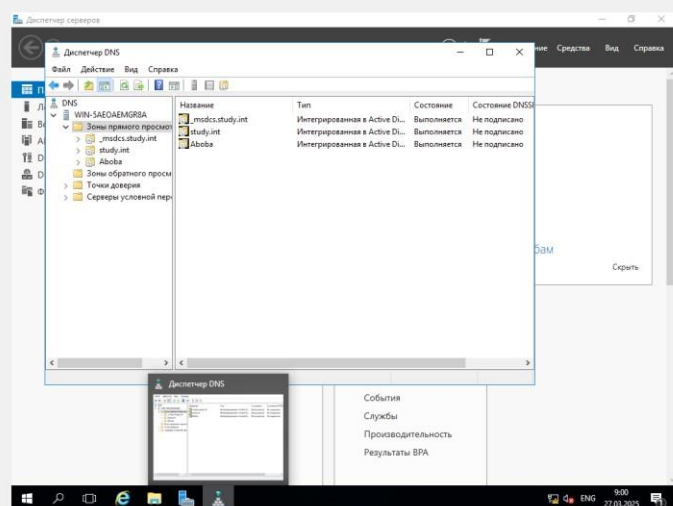 Диспетчер серверов
Средства Вид Справка
Диспетчер DNS
Файл Действие Вид Справка
DNS
WIN-5AEOAEMGR8A
Зоны прямого просмот
_msdcs.study.int
study.int
Aboba
Зоны обратного просм
Точки доверия
Серверы условной пер
Название Тип Состояние Состояние DNSS
_msdcs.study.int Интегрированная в Active Di... Выполняется Не подписано
study.int Интегрированная в Active Di... Выполняется Не подписано
Aboba Интегрированная в Active Di... Выполняется Не подписано
Скрыть
Диспетчер DNS
События
Службы
Производительность
Результаты BPA
ENG
9:00
27.03.2025